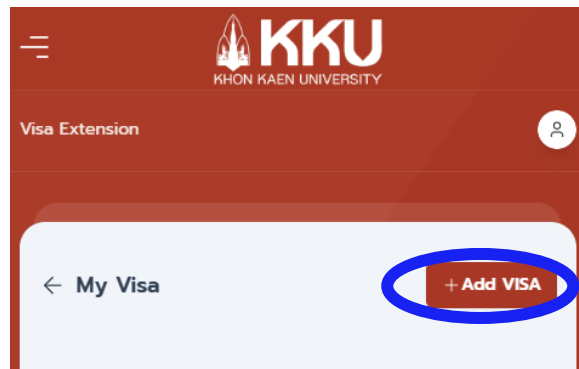 KKU
KHON KAEN UNIVERSITY
Visa Extension
← My Visa
+ Add VISA